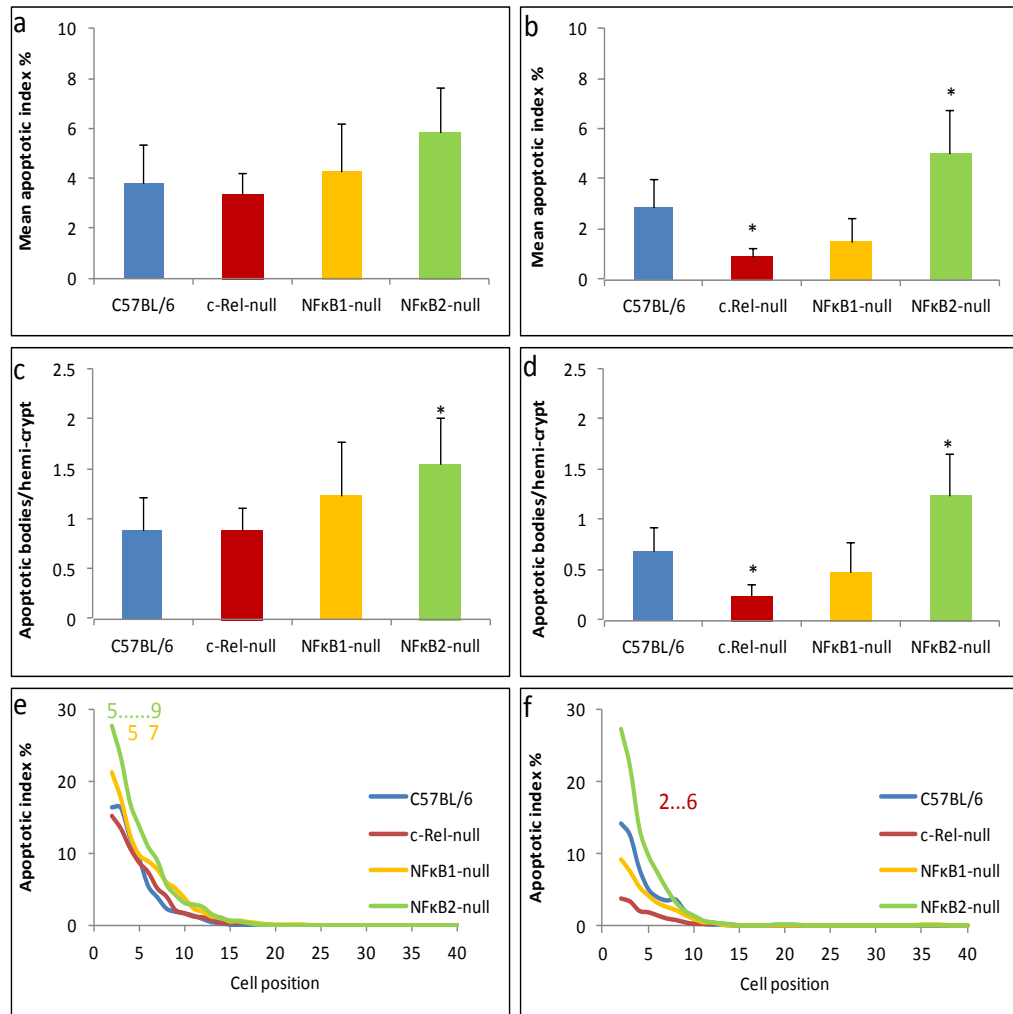 a
Mean apoptotic index %
10
8
6
4
2
0
C57BL/6 c-Rel-null NFκB1-null NFκB2-null
b
Mean apoptotic index %
10
8
6
4
2
0
*
*
C57BL/6 c.Rel-null NFκB1-null NFκB2-null
c
Apoptotic bodies/hemi-crypt
2.5
2
1.5
1
0.5
0
*
C57BL/6 c-Rel-null NFκB1-null NFκB2-null
d
Apoptotic bodies/hemi-crypt
2.5
2
1.5
1
0.5
0
*
*
C57BL/6 c.Rel-null NFκB1-null NFκB2-null
e
Apoptotic index %
30
20
10
0
5......9
5 7
C57BL/6
c-Rel-null
NFκB1-null
NFκB2-null
0 5 10 15 20 25 30 35 40
Cell position
f
Apoptotic index %
30
20
10
0
2...6
C57BL/6
c-Rel-null
NFκB1-null
NFκB2-null
0 5 10 15 20 25 30 35 40
Cell position